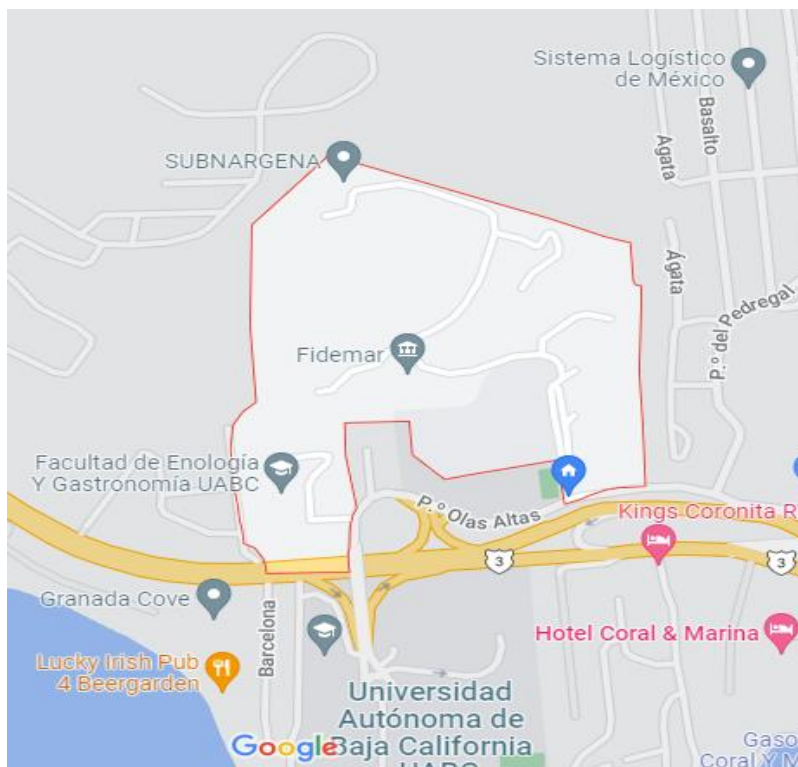 Sistema Logístico
de México
SUBNARGENA
Ágata
Basalto
Ágata
P.º del Pedregal
Fidemar
Facultad de Enología
Y Gastronomía UABC
P.º Olas Altas
Kings Coronita R
3
3
Granada Cove
Barcelona
Hotel Coral & Marina
Lucky Irish Pub
4 Beergarden
Universidad
Autónoma de
Baja California
UABC
Google
Gaso
Coral Y M